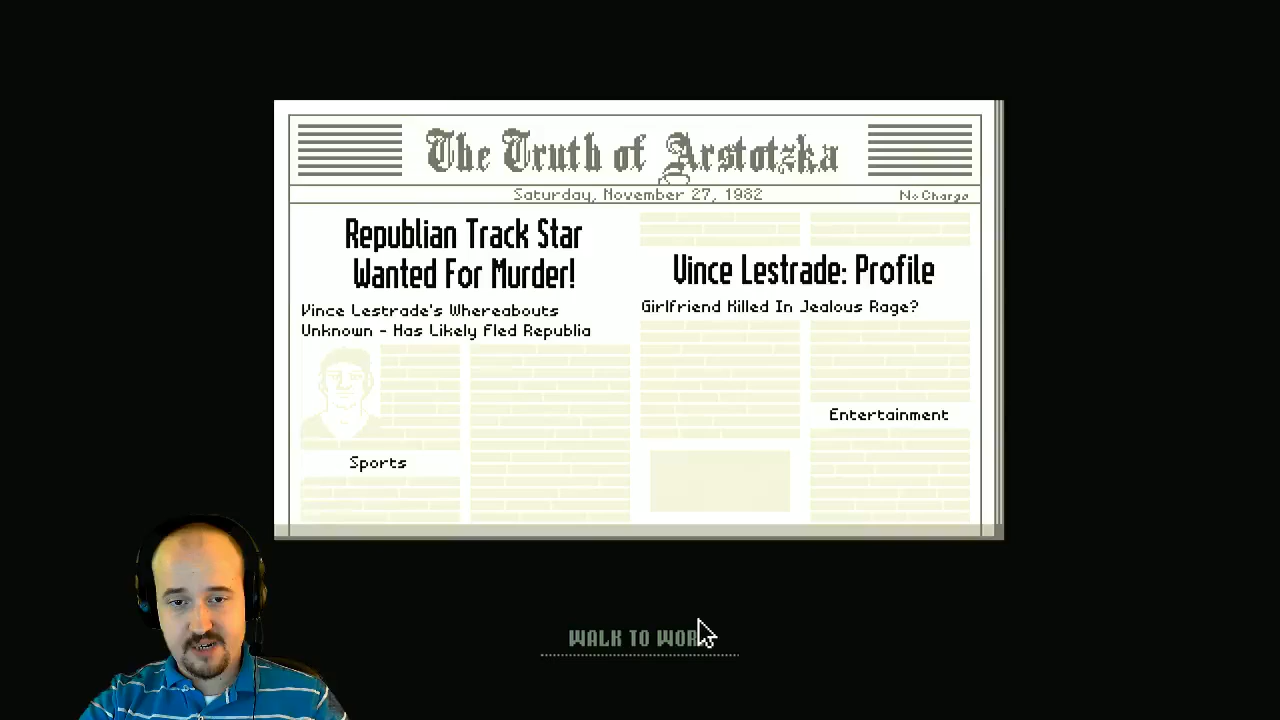 The Truth of Arstotzka
Saturday, November 27, 1982
No Charge
Republian Track Star
Wanted For Murder!
Vince Lestrade's Whereabouts
Unknown - Has Likely Fled Republia
Sports
Vince Lestrade: Profile
Girlfriend Killed In Jealous Rage?
Entertainment
WALK TO WOR